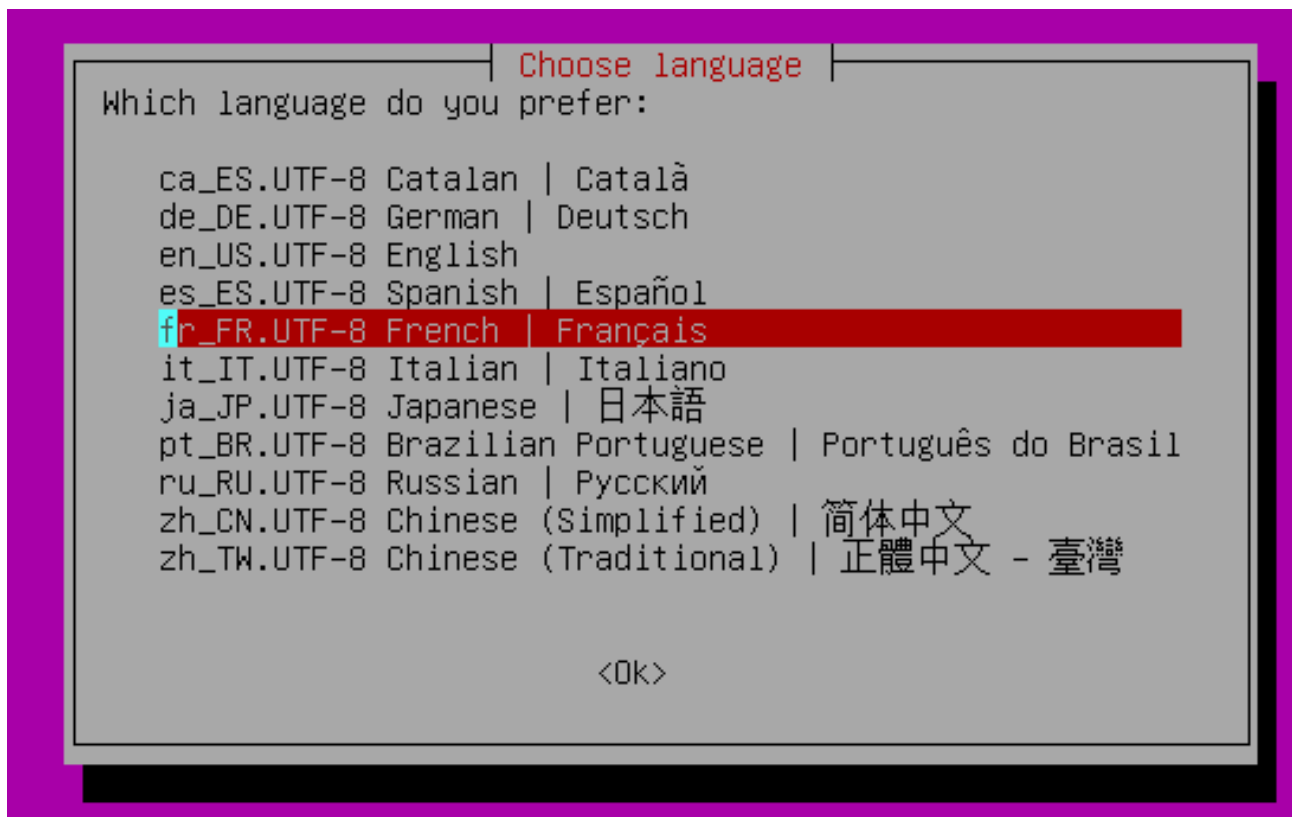 Choose language
Which language do you prefer:
ca_ES.UTF-8 Catalan | Català
de_DE.UTF-8 German | Deutsch
en_US.UTF-8 English
es_ES.UTF-8 Spanish | Español
fr_FR.UTF-8 French | Français
it_IT.UTF-8 Italian | Italiano
ja_JP.UTF-8 Japanese | 日本語
pt_BR.UTF-8 Brazilian Portuguese | Português do Brasil
ru_RU.UTF-8 Russian | Русский
zh_CN.UTF-8 Chinese (Simplified) | 简体中文
zh_TW.UTF-8 Chinese (Traditional) | 正體中文 - 臺灣
<Ok>